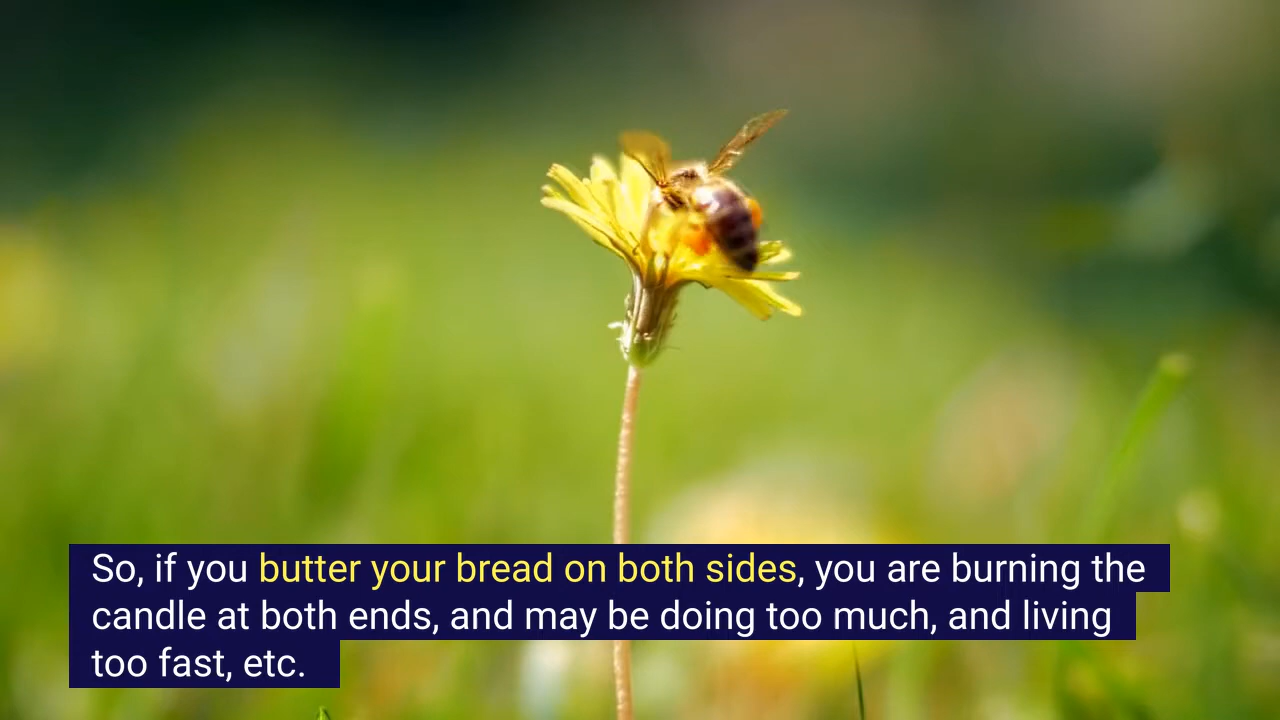 So, if you butter your bread on both sides, you are burning the
candle at both ends, and may be doing too much, and living
too fast, etc.